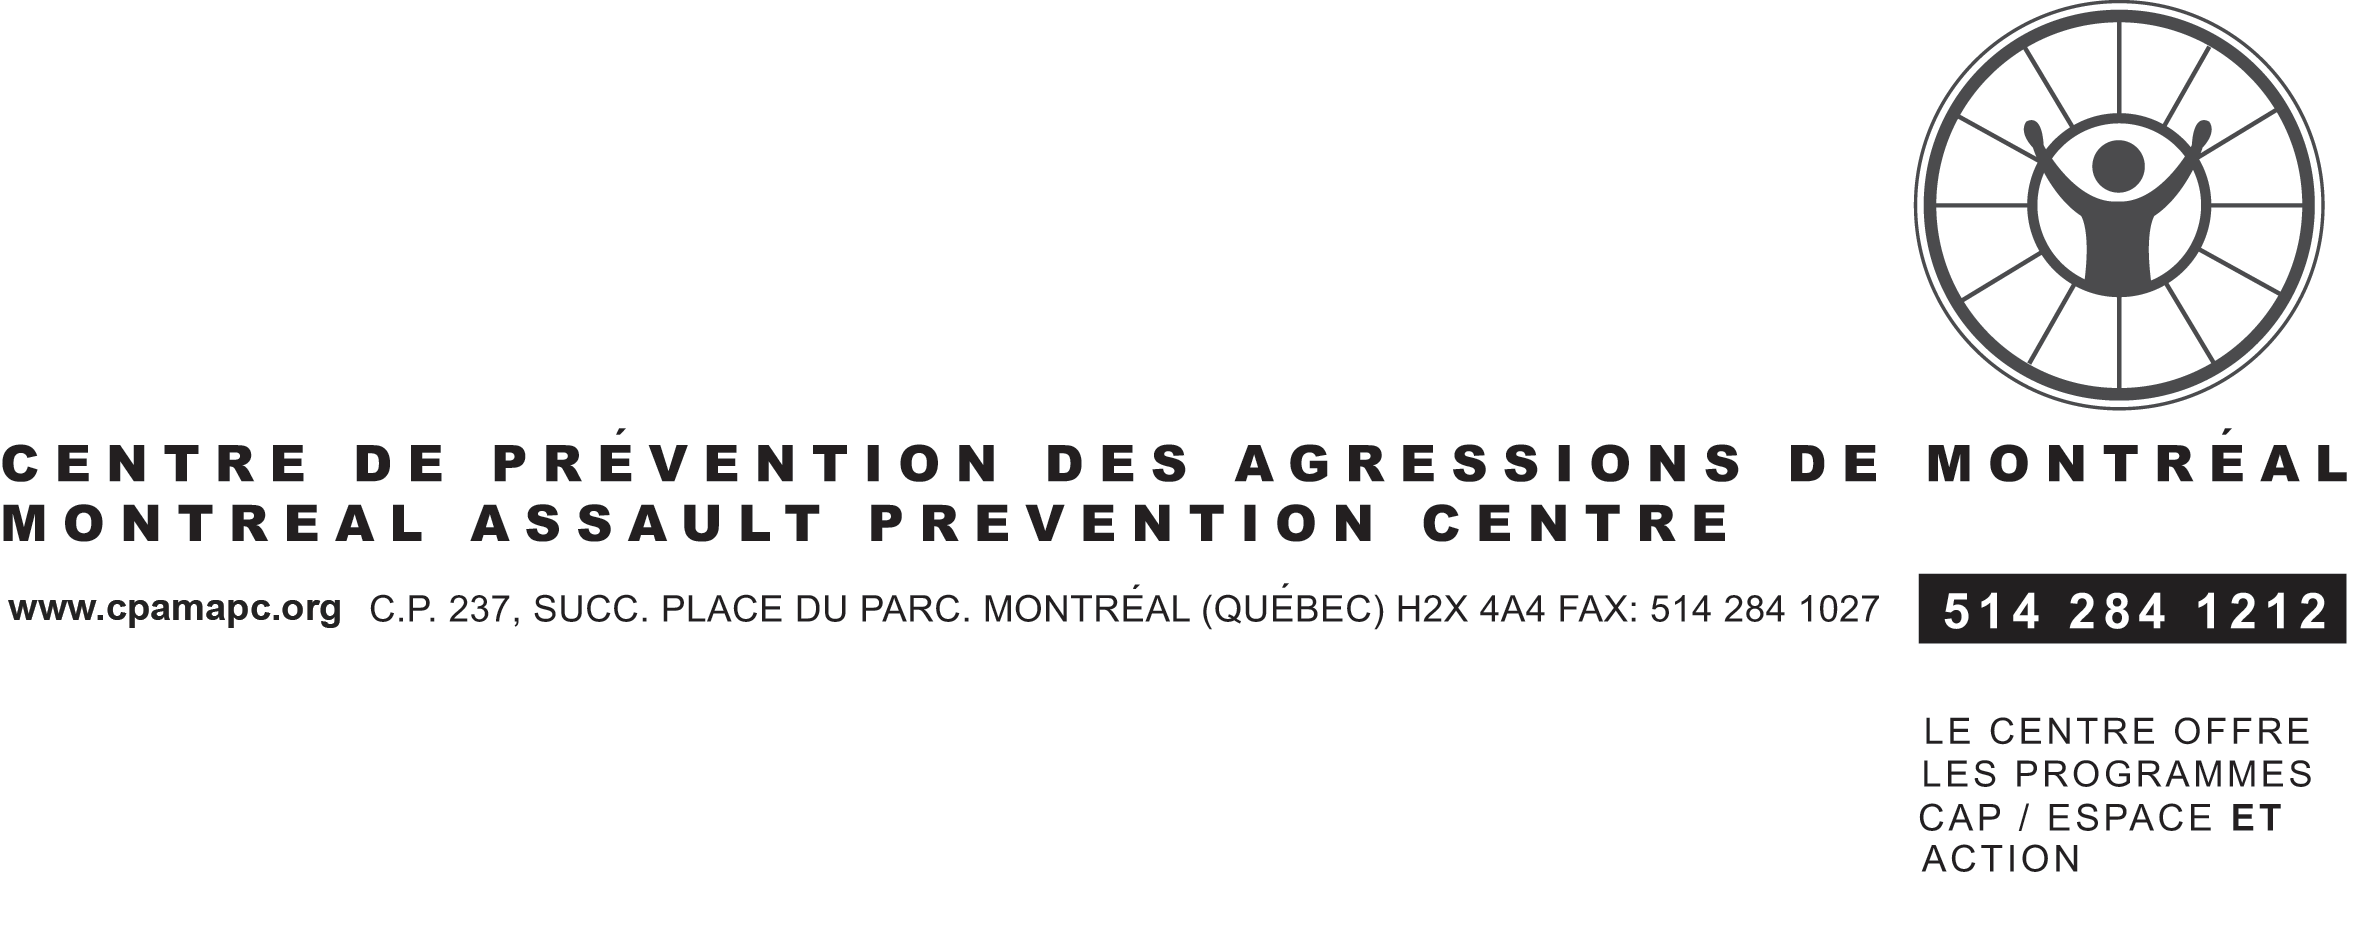 CENTRE DE PRÉVENTION DES AGRESSIONS DE MONTRÉAL
MONTREAL ASSAULT PREVENTION CENTRE
www.cpamapc.org C.P. 237, SUCC. PLACE DU PARC. MONTRÉAL (QUÉBEC) H2X 4A4 FAX: 514 284 1027 514 284 1212
LE CENTRE OFFRE
LES PROGRAMMES
CAP / ESPACE ET
ACTION